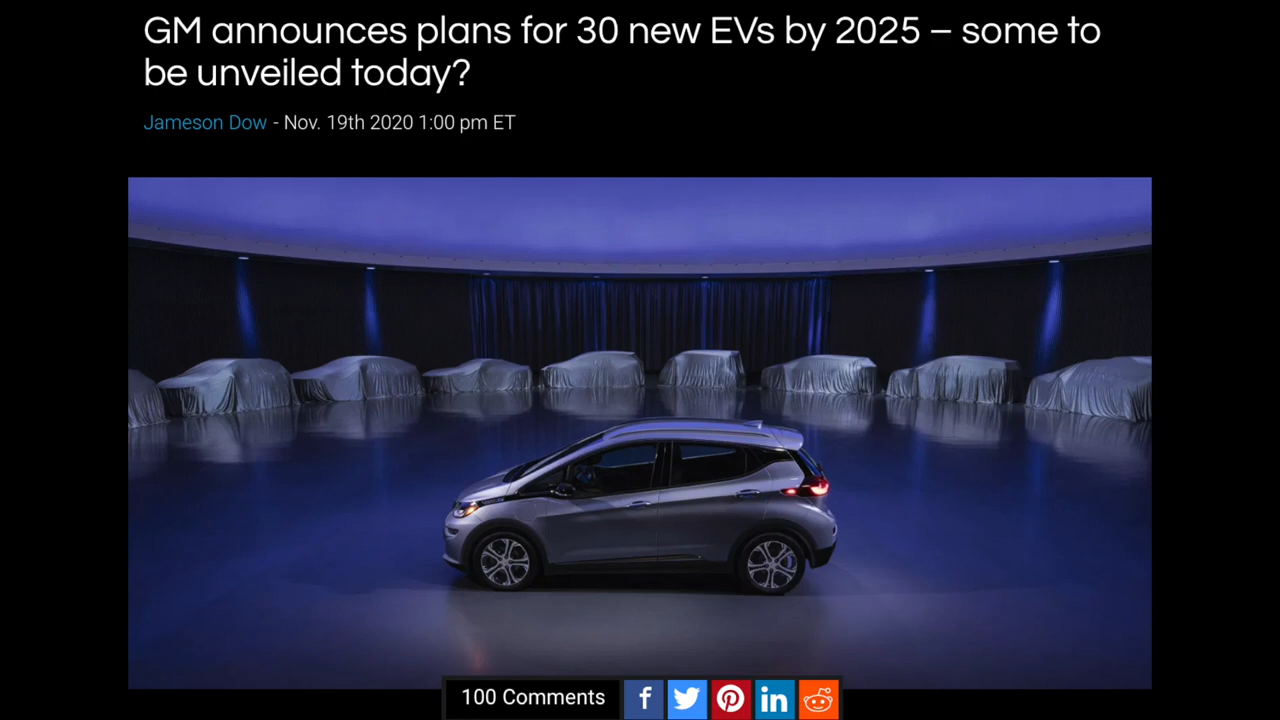 GM announces plans for 30 new EVs by 2025 – some to
be unveiled today?
Jameson Dow - Nov. 19th 2020 1:00 pm ET
100 Comments